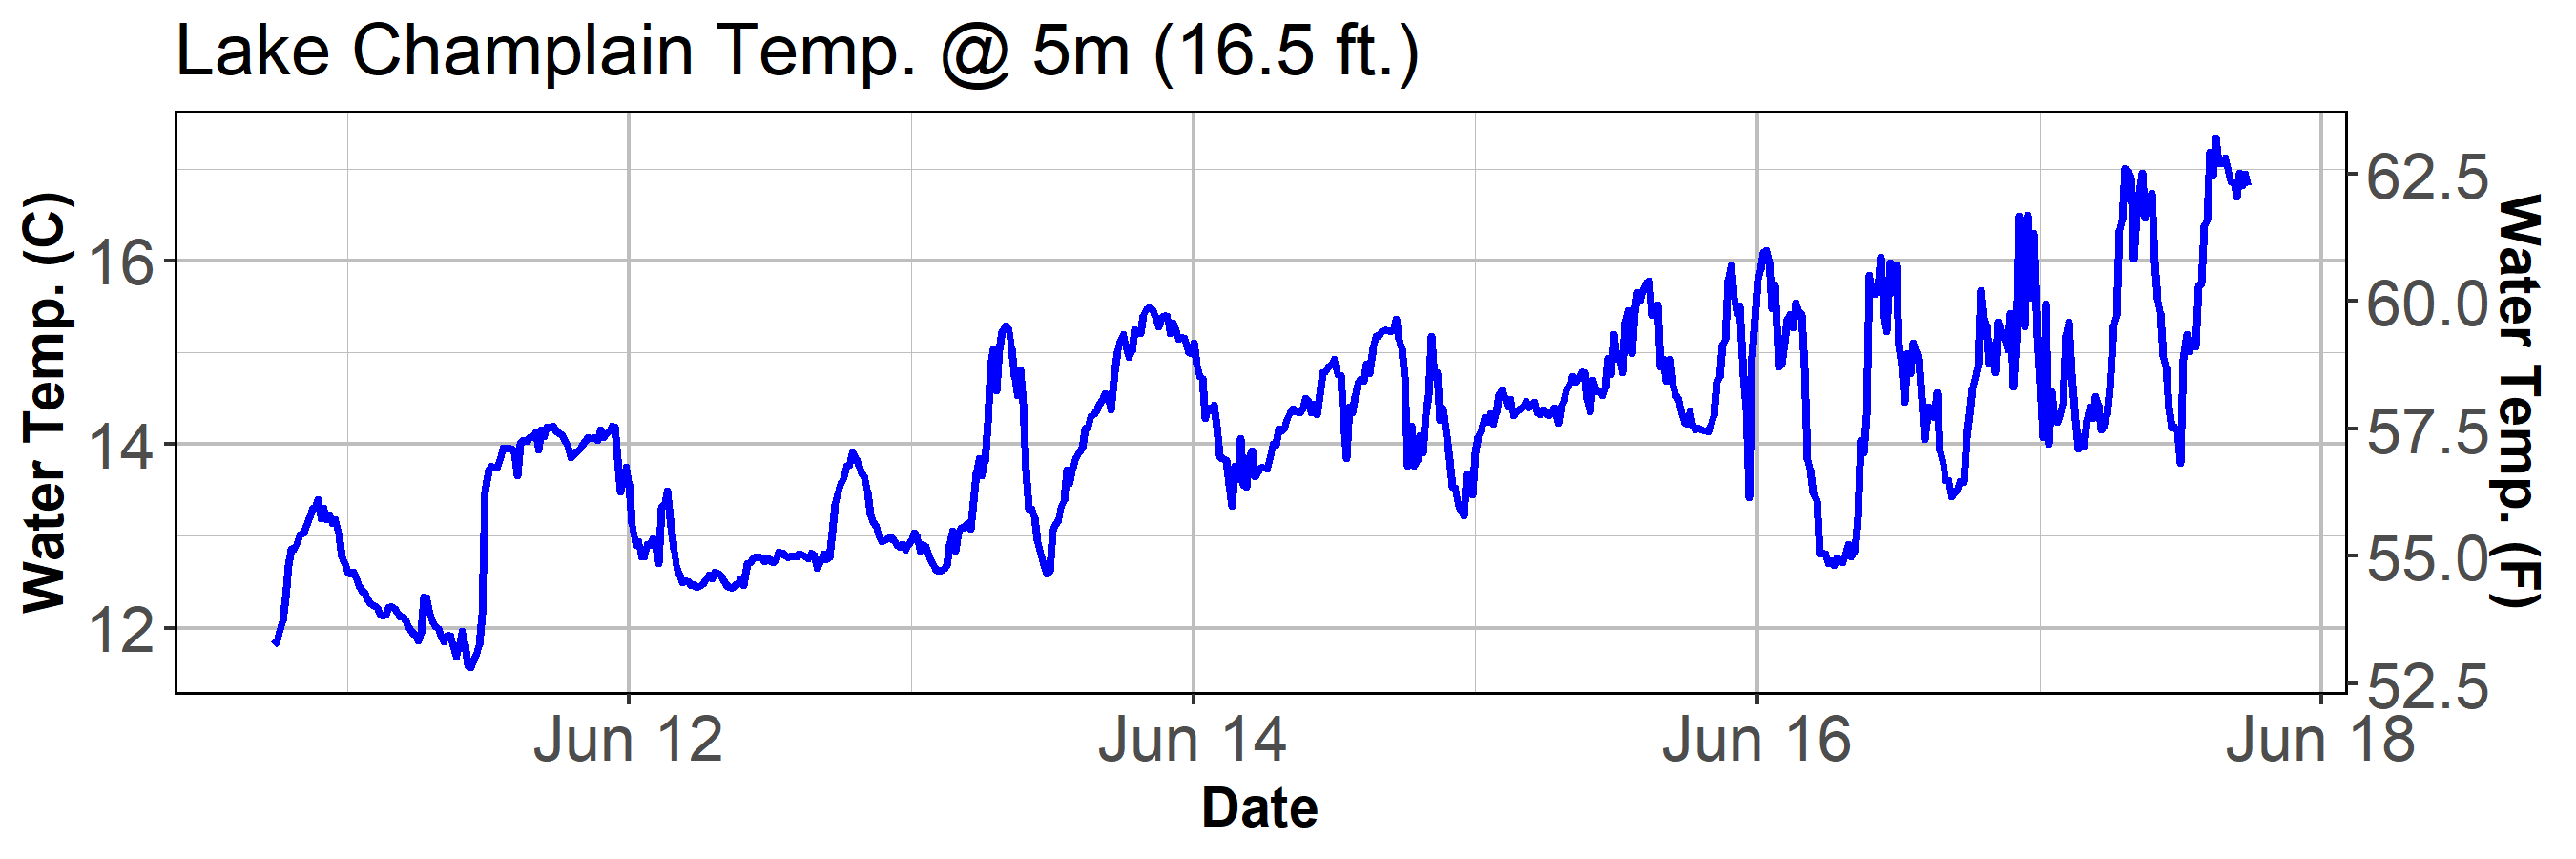 Lake Champlain Temp. @ 5m (16.5 ft.)
Water Temp. (C)
16
14
12
62.5
60.0
57.5
55.0
52.5
Water Temp. (F)
Jun 12 Jun 14 Jun 16 Jun 18
Date